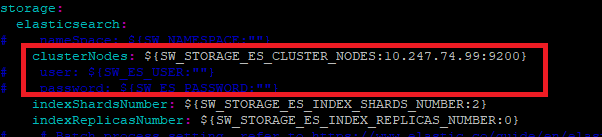 storage:
  elasticsearch:
#    nameSpace: ${SW_NAMESPACE:""}
    clusterNodes: ${SW_STORAGE_ES_CLUSTER_NODES:10.247.74.99:9200}
#    user: ${SW_ES_USER:""}
#    password: ${SW_ES_PASSWORD:""}
    indexShardsNumber: ${SW_STORAGE_ES_INDEX_SHARDS_NUMBER:2}
    indexReplicasNumber: ${SW_STORAGE_ES_INDEX_REPLICAS_NUMBER:0}